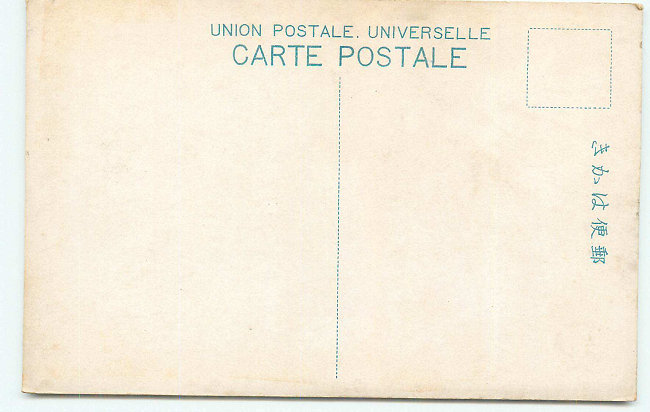 UNION POSTALE. UNIVERSELLE
CARTE POSTALE
きかは便郵